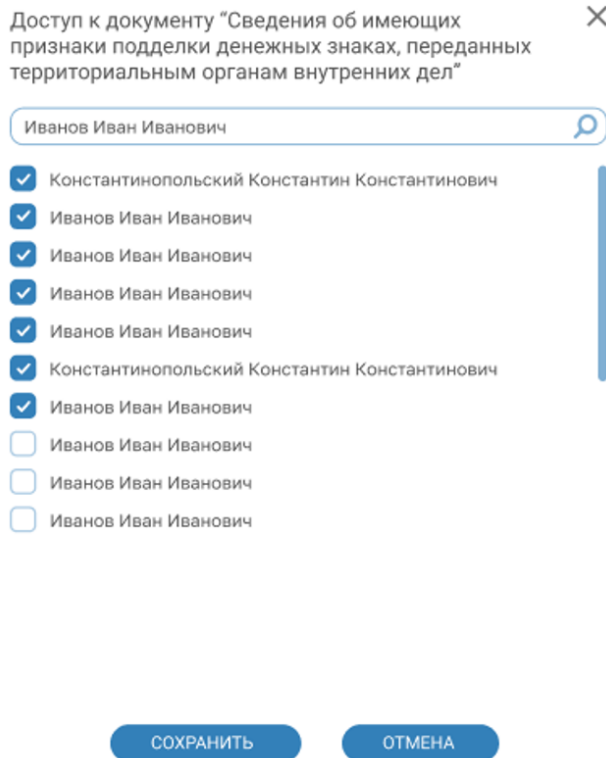 Доступ к документу “Сведения об имеющих
признаки подделки денежных знаках, переданных
территориальным органам внутренних дел”
Иванов Иван Иванович
Константинопольский Константин Константинович
Иванов Иван Иванович
Иванов Иван Иванович
Иванов Иван Иванович
Иванов Иван Иванович
Константинопольский Константин Константинович
Иванов Иван Иванович
Иванов Иван Иванович
Иванов Иван Иванович
Иванов Иван Иванович
СОХРАНИТЬ ОТМЕНА